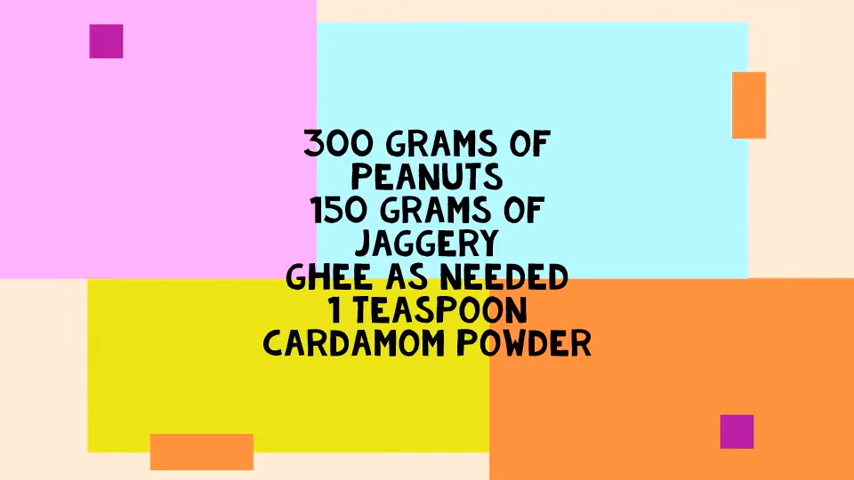 300 GRAMS OF
PEANUTS
150 GRAMS OF
JAGGERY
GHEE AS NEEDED
1 TEASPOON
CARDAMOM POWDER